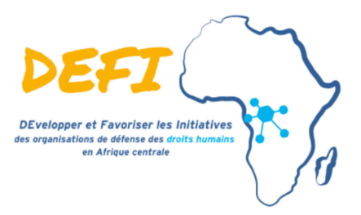 DEFI
DEvelopper et Favoriser les Initiatives
des organisations de défense des droits humains
en Afrique centrale